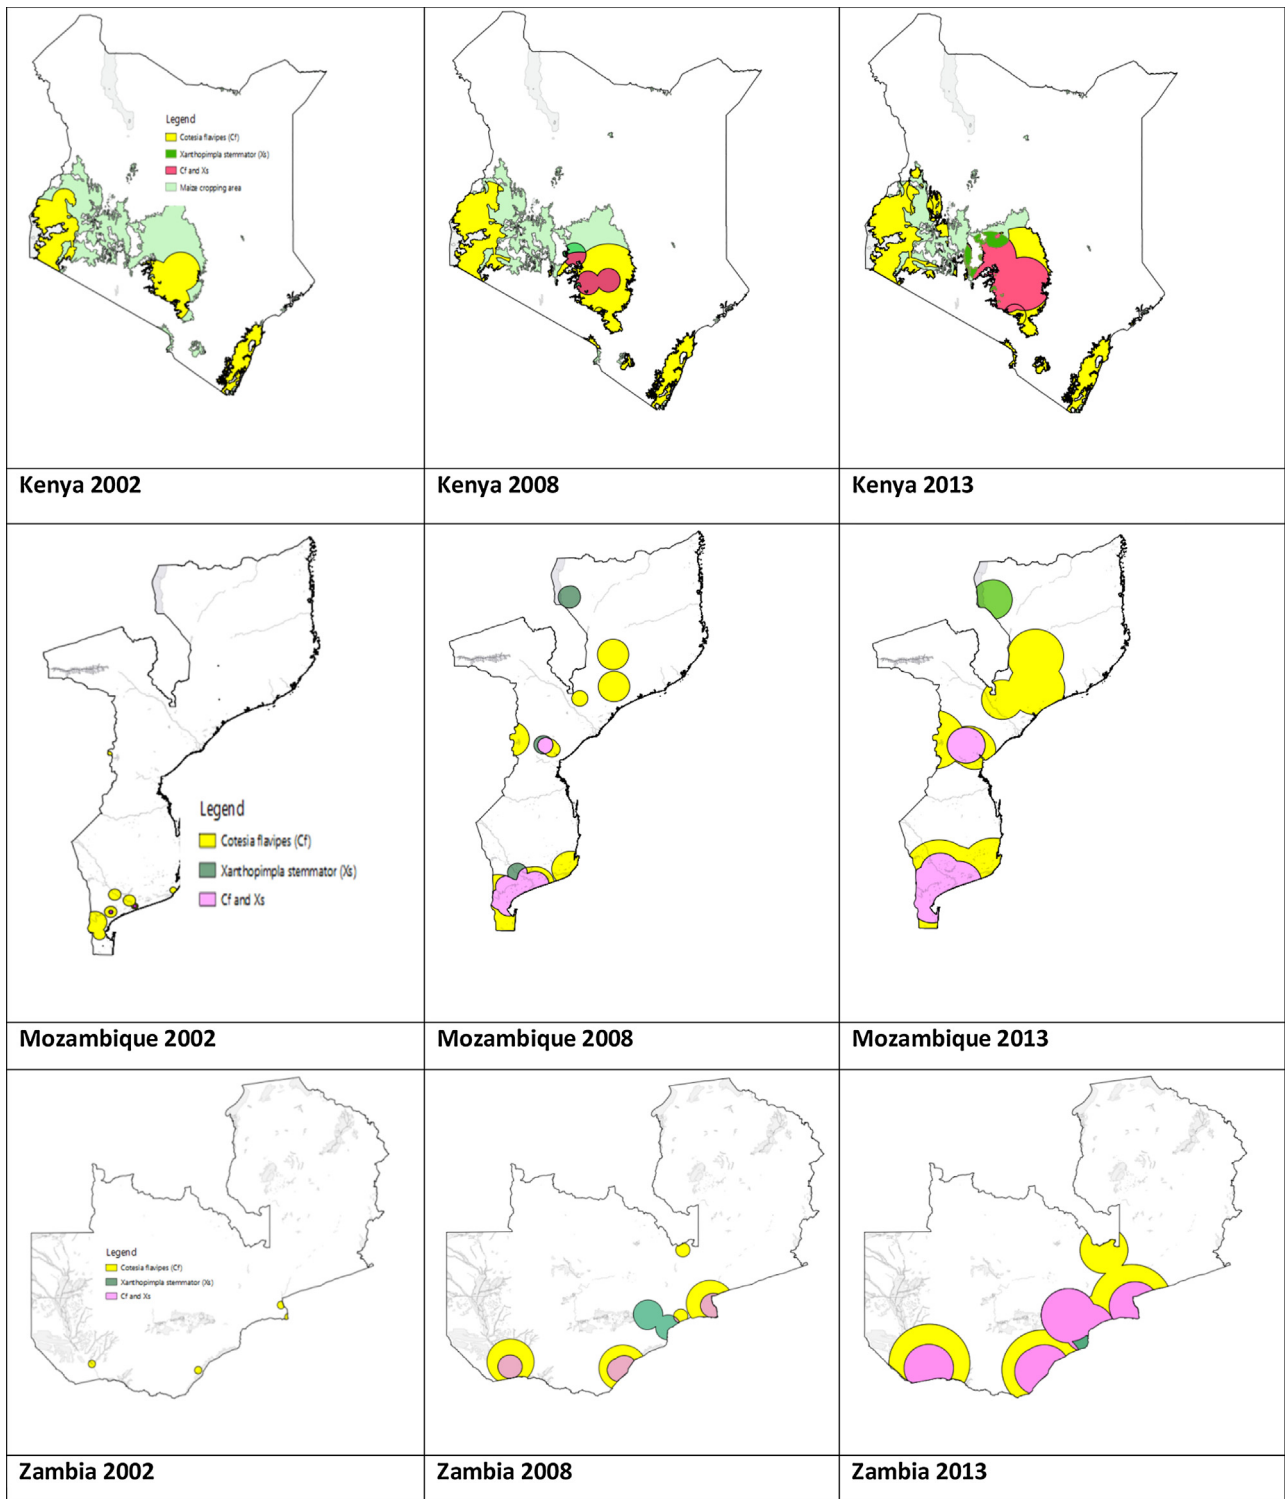 Legend
Cotesia flavipes (Cf)
Xanthopimpla stemmator (Xs)
Cf and Xs
Maize cropping area
Kenya 2002
Kenya 2008
Kenya 2013
Legend
Cotesia flavipes (Cf)
Xanthopimpla stemmator (Xs)
Cf and Xs
Mozambique 2002
Mozambique 2008
Mozambique 2013
Legend
Cotesia flavipes (Cf)
Xanthopimpla stemmator (Xs)
Cf and Xs
Zambia 2002
Zambia 2008
Zambia 2013